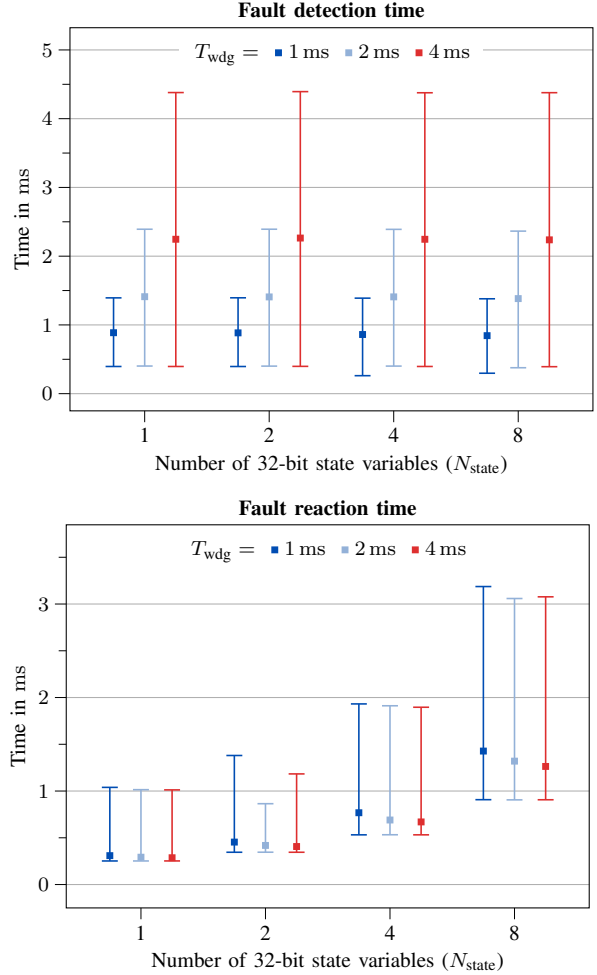 Fault detection time
T_wdg = 1 ms 2 ms 4 ms
5
4
3
2
1
0
Time in ms
1 2 4 8
Number of 32-bit state variables (N_state)
Fault reaction time
T_wdg = 1 ms 2 ms 4 ms
3
2
1
0
Time in ms
1 2 4 8
Number of 32-bit state variables (N_state)